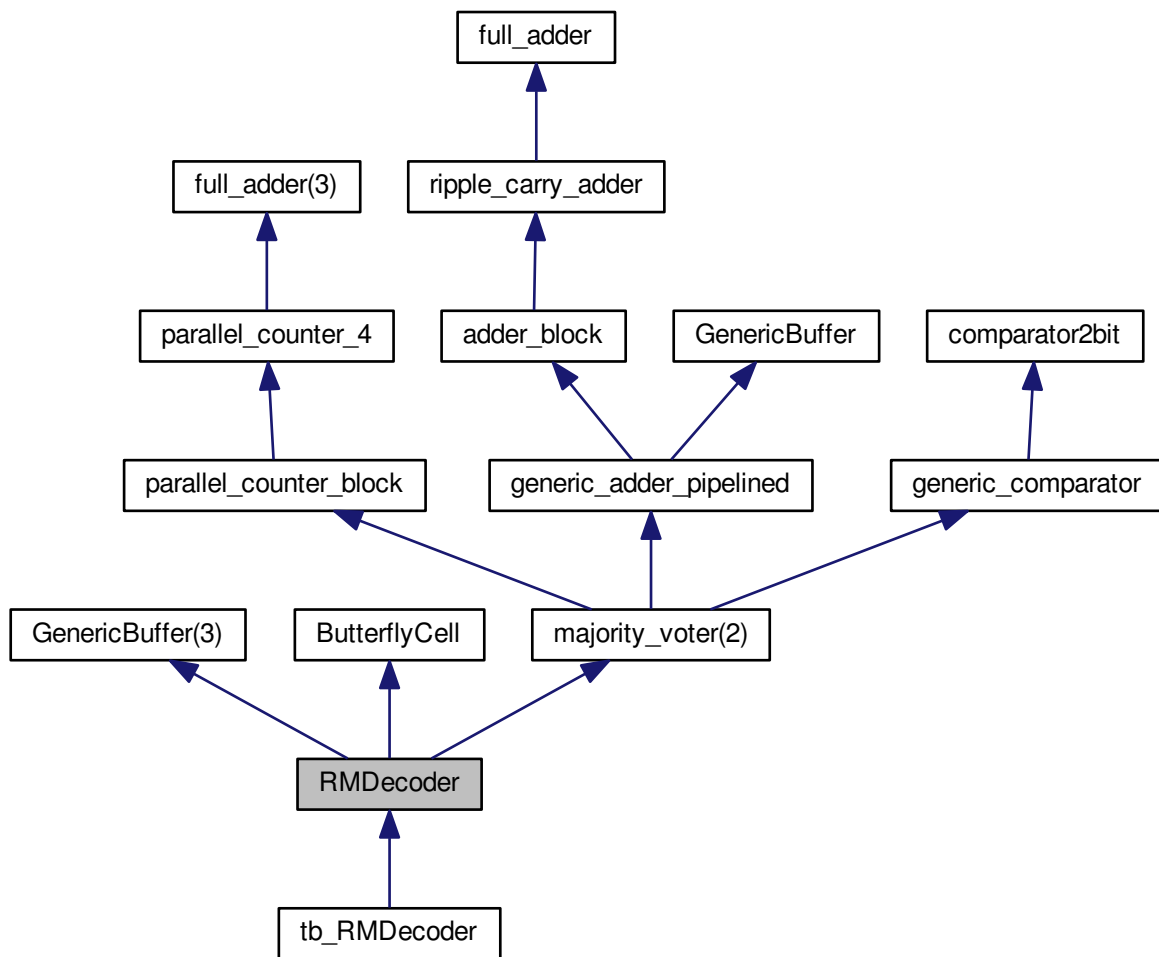 full_adder
full_adder(3)
ripple_carry_adder
parallel_counter_4
adder_block
GenericBuffer
comparator2bit
parallel_counter_block
generic_adder_pipelined
generic_comparator
GenericBuffer(3)
ButterflyCell
majority_voter(2)
RMDecoder
tb_RMDecoder